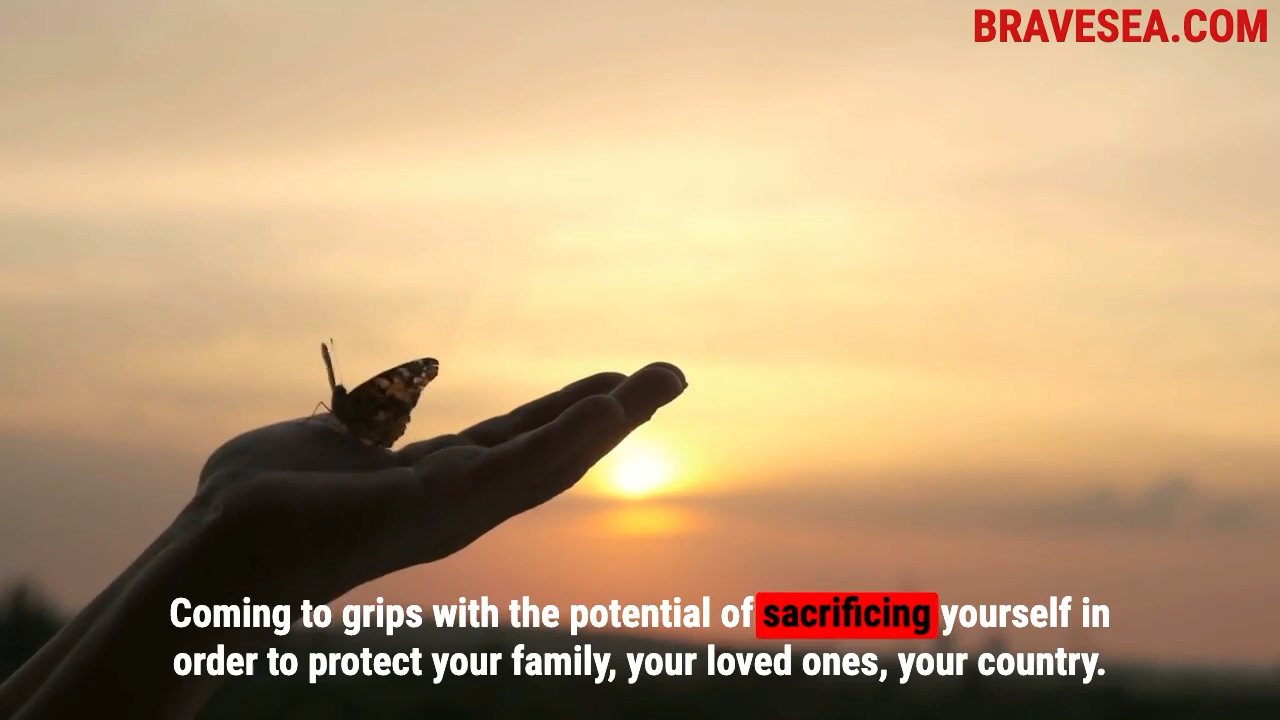 BRAVESEA.COM
Coming to grips with the potential of sacrificing yourself in
order to protect your family, your loved ones, your country.